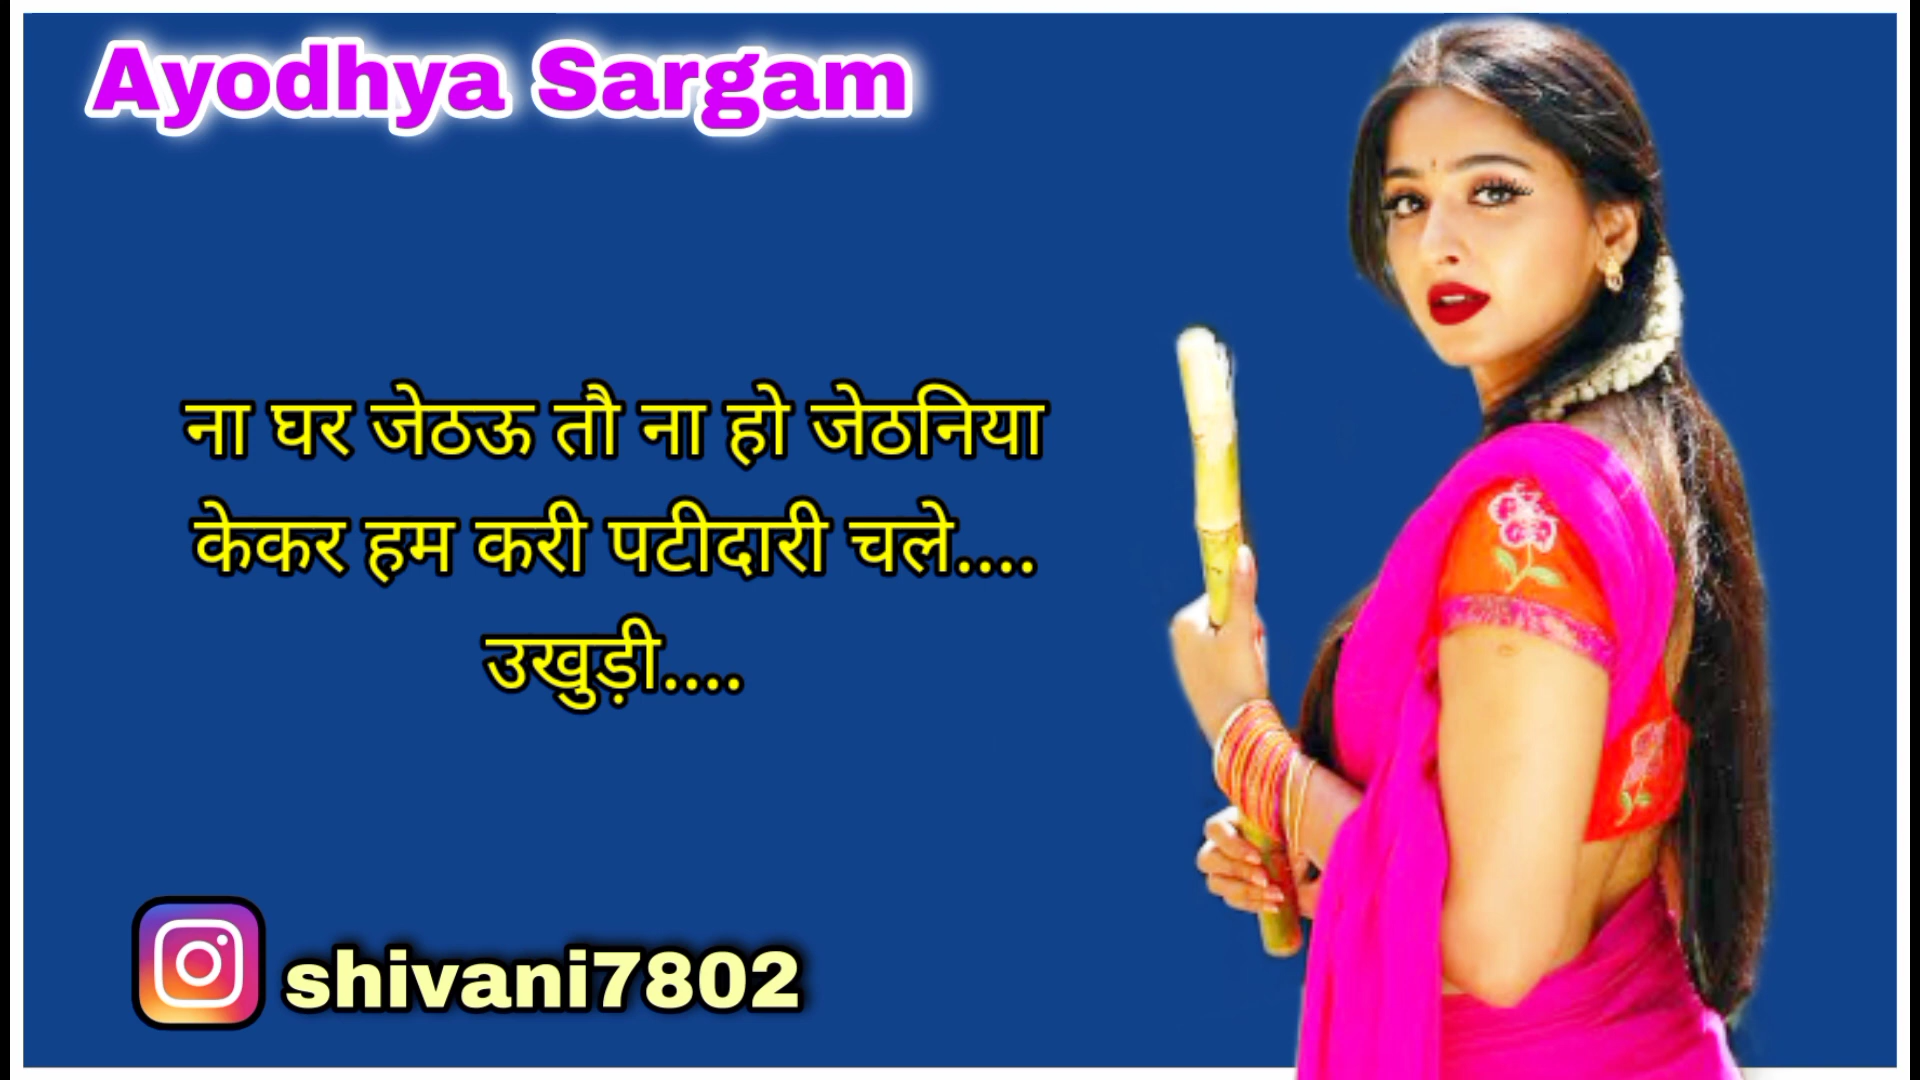 Ayodhya Sargam
ना घर जेठऊ तौ ना हो जेठनिया
केकर हम करी पटीदारी चले....
उखुड़ी....
shivani7802